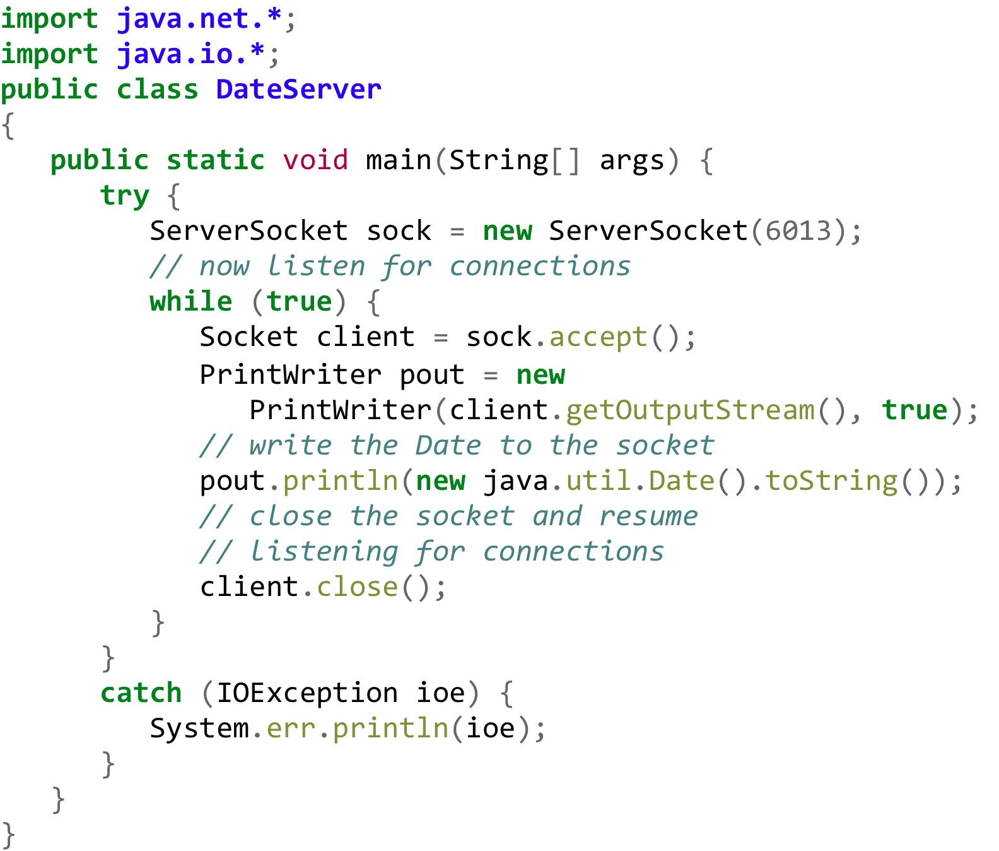 import java.net.*;
import java.io.*;
public class DateServer
{
   public static void main(String[] args) {
      try {
         ServerSocket sock = new ServerSocket(6013);
         // now listen for connections
         while (true) {
            Socket client = sock.accept();
            PrintWriter pout = new
               PrintWriter(client.getOutputStream(), true);
            // write the Date to the socket
            pout.println(new java.util.Date().toString());
            // close the socket and resume
            // listening for connections
            client.close();
         }
      }
      catch (IOException ioe) {
         System.err.println(ioe);
      }
   }
}